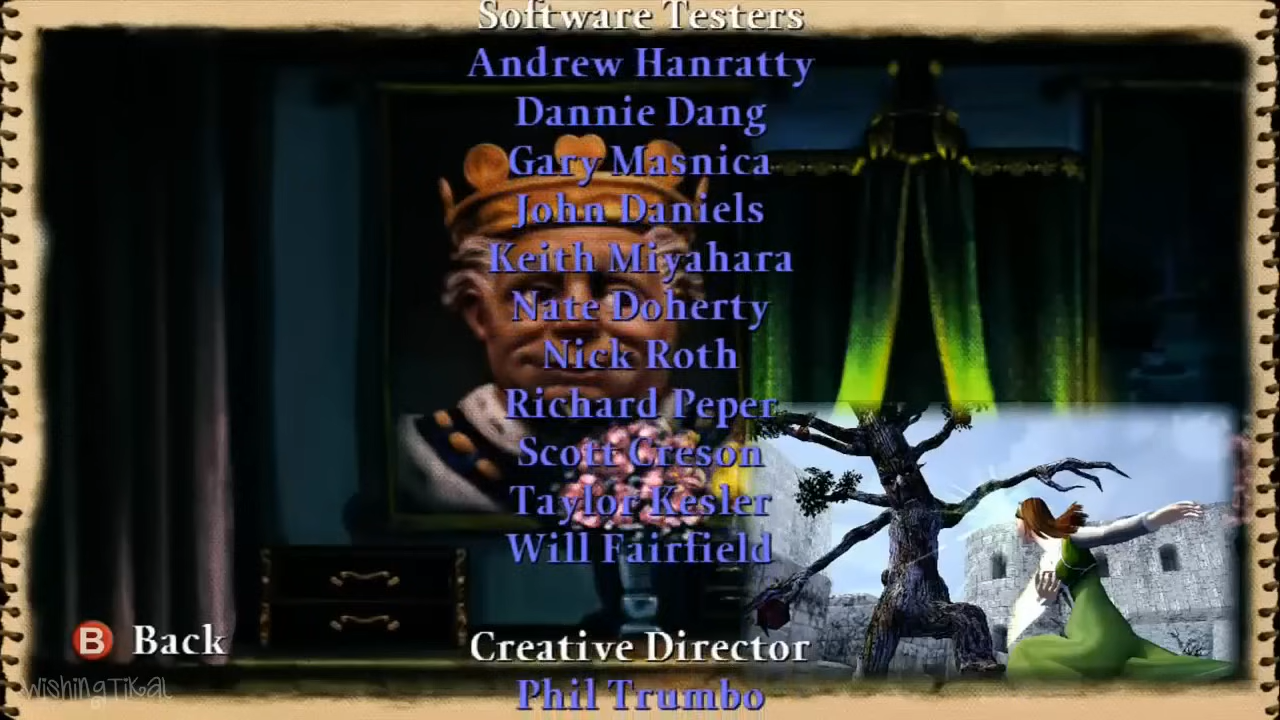 Software Testers
Andrew Hanratty
Dannie Dang
Gary Masnica
John Daniels
Keith Miyahara
Nate Doherty
Nick Roth
Richard Peper
Scott Creson
Taylor Kesler
Will Fairfield
B Back
Creative Director
Phil Trumbo
WishingTikal